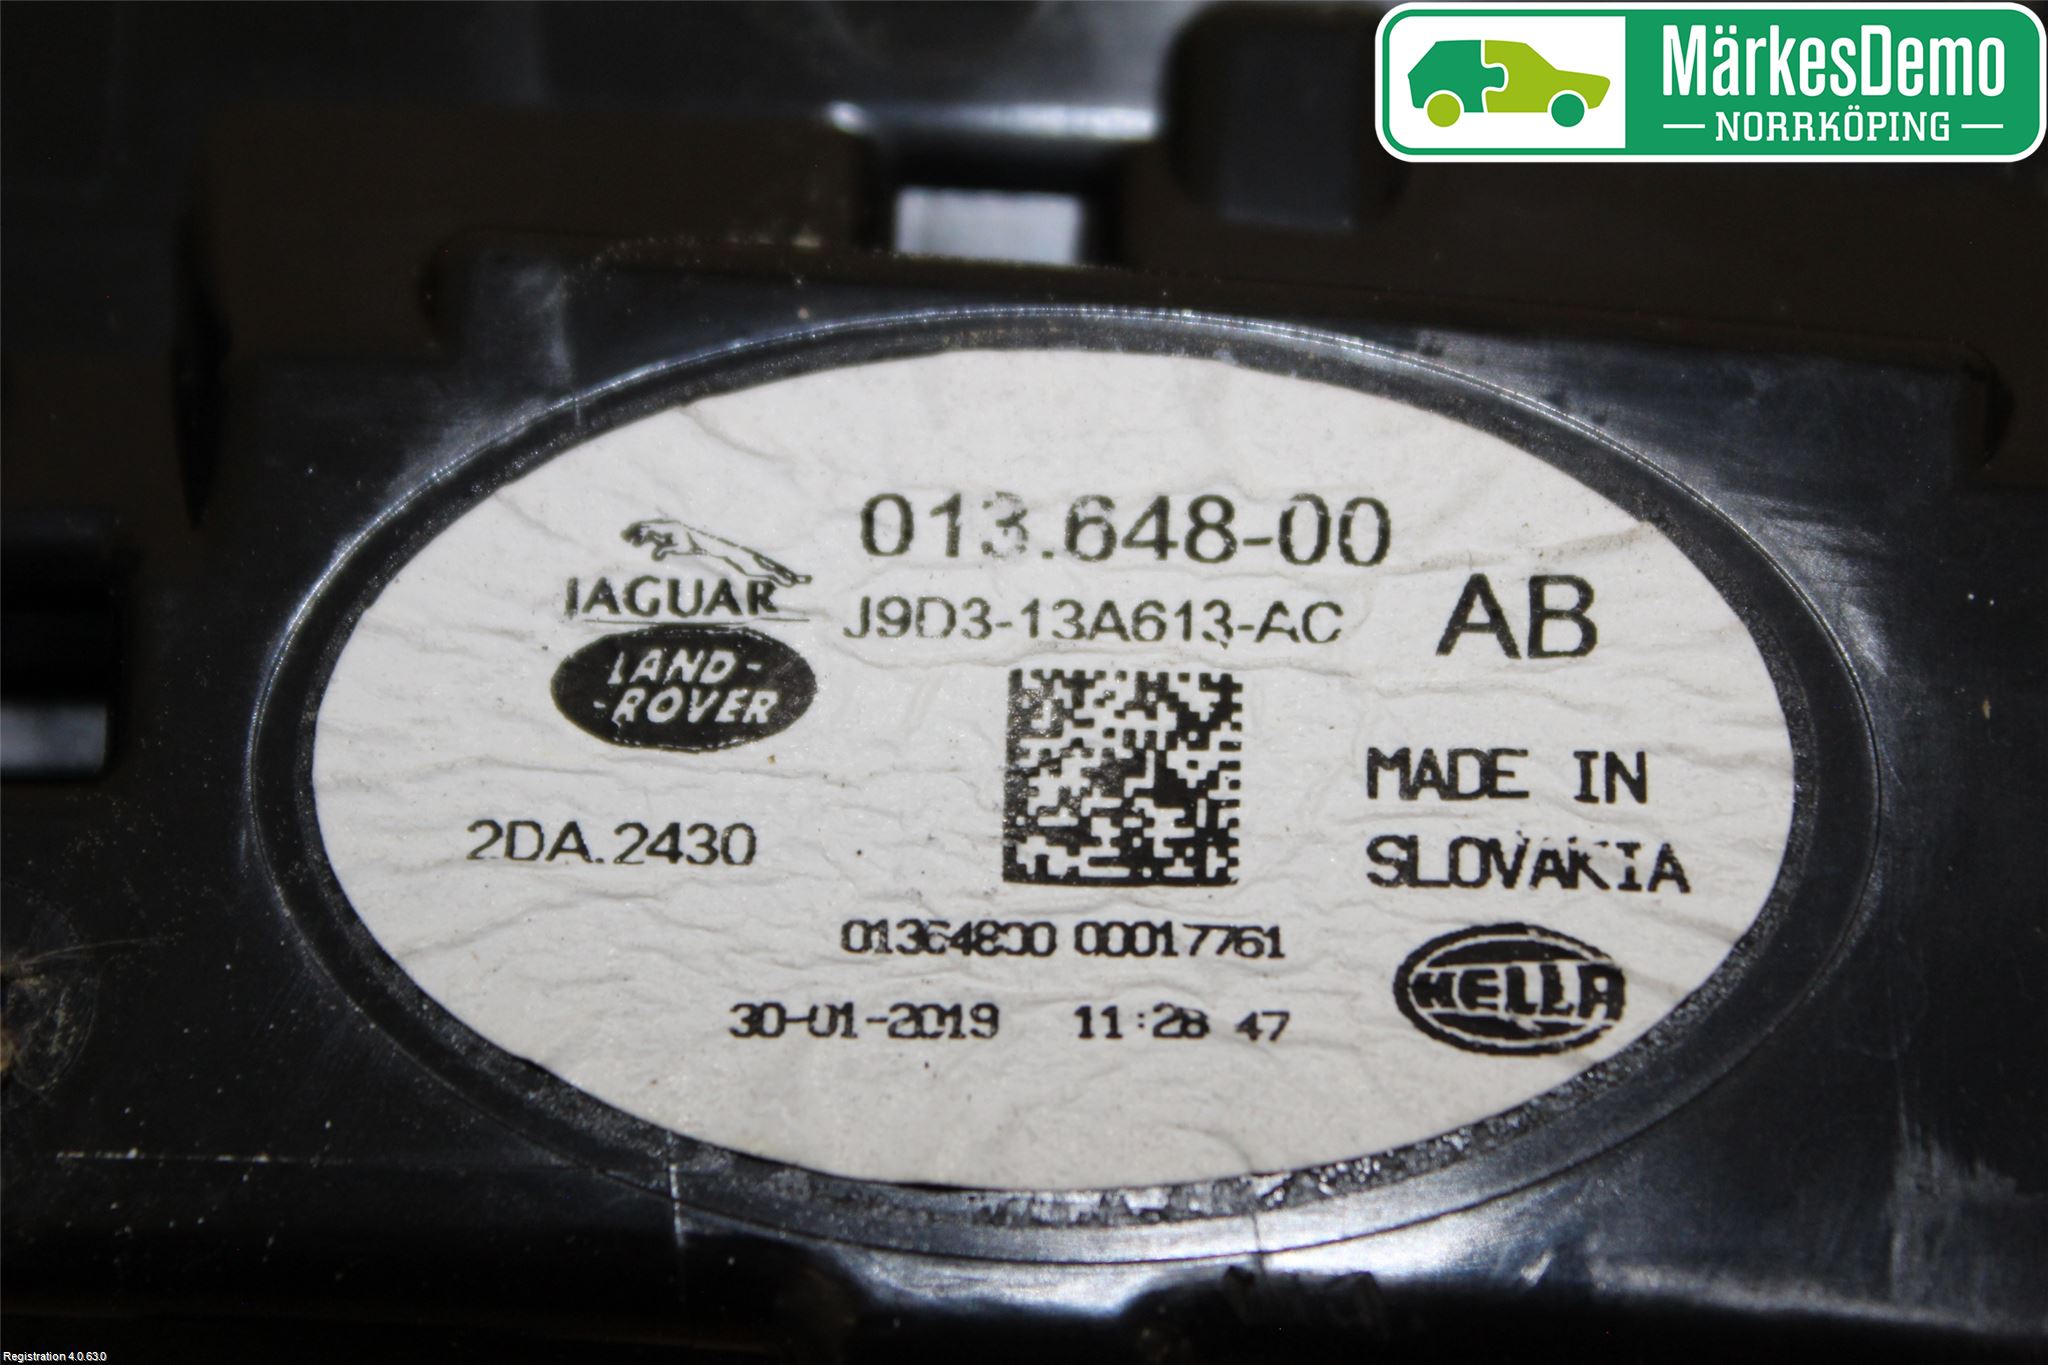 MärkesDemo
NORRKÖPING
013.648-00
JAGUAR
J9D3-13A613-AC
AB
LAND-
-ROVER
MADE IN
SLOVAKIA
2DA.2430
01364800 00017761
HELLA
30-01-2019 11:28 47
Registration 4.0.63.0